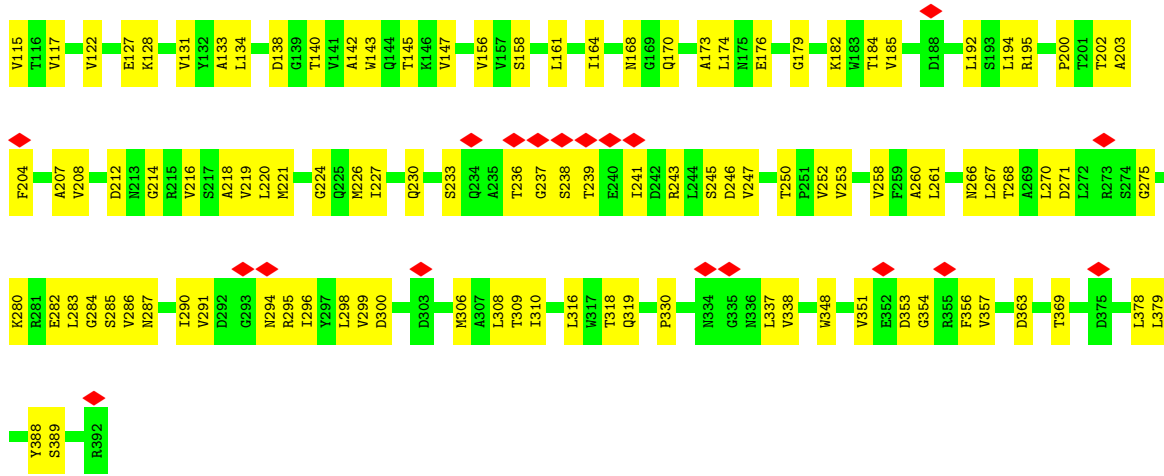 V115 T116 V117 V122 E127 K128 V131 Y132 A133 L134 D138 G139 T140 V141 A142 W143 Q144 T145 K146 V147 V156 V157 S158 L161 I164 N168 G169 Q170 A173 L174 N175 E176 G179 K182 W183 T184 V185 D188 L192 S193 L194 R195 P200 T201 T202 A203
F204 A207 V208 D212 N213 G214 R215 V216 S217 A218 V219 L220 M221 G224 Q225 M226 I227 Q230 S233 Q234 A235 T236 G237 S238 T239 E240 I241 D242 R243 L244 S245 D246 V247 T250 P251 V252 V253 V258 F259 A260 L261 N266 L267 T268 A269 L270 D271 L272 R273 S274 G275
K280 R281 E282 L283 G284 S285 V286 N287 I290 V291 D292 G293 N294 R295 I296 Y297 L298 V299 D300 D303 M306 A307 L308 T309 I310 L316 W317 T318 Q319 P330 N334 G335 N336 L337 V338 W348 V351 E352 D353 G354 R355 F356 V357 D363 T369 D375 L378 L379
Y388 S389 R392